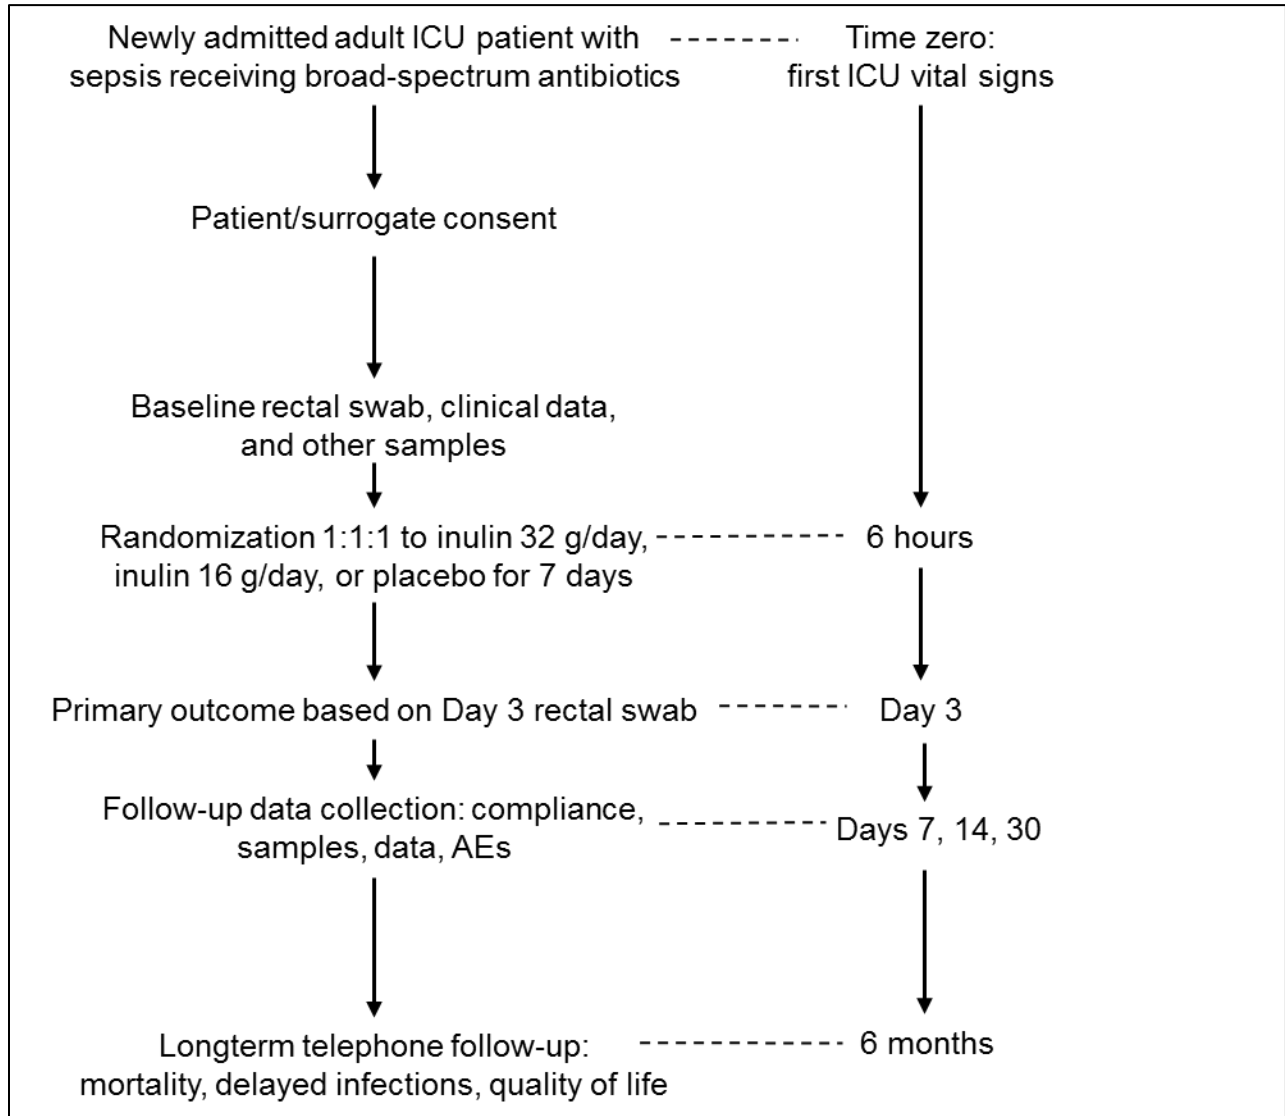 Newly admitted adult ICU patient with
sepsis receiving broad-spectrum antibiotics
Time zero:
first ICU vital signs
Patient/surrogate consent
Baseline rectal swab, clinical data,
and other samples
Randomization 1:1:1 to inulin 32 g/day,
inulin 16 g/day, or placebo for 7 days
6 hours
Primary outcome based on Day 3 rectal swab
Day 3
Follow-up data collection: compliance,
samples, data, AEs
Days 7, 14, 30
Longterm telephone follow-up:
mortality, delayed infections, quality of life
6 months